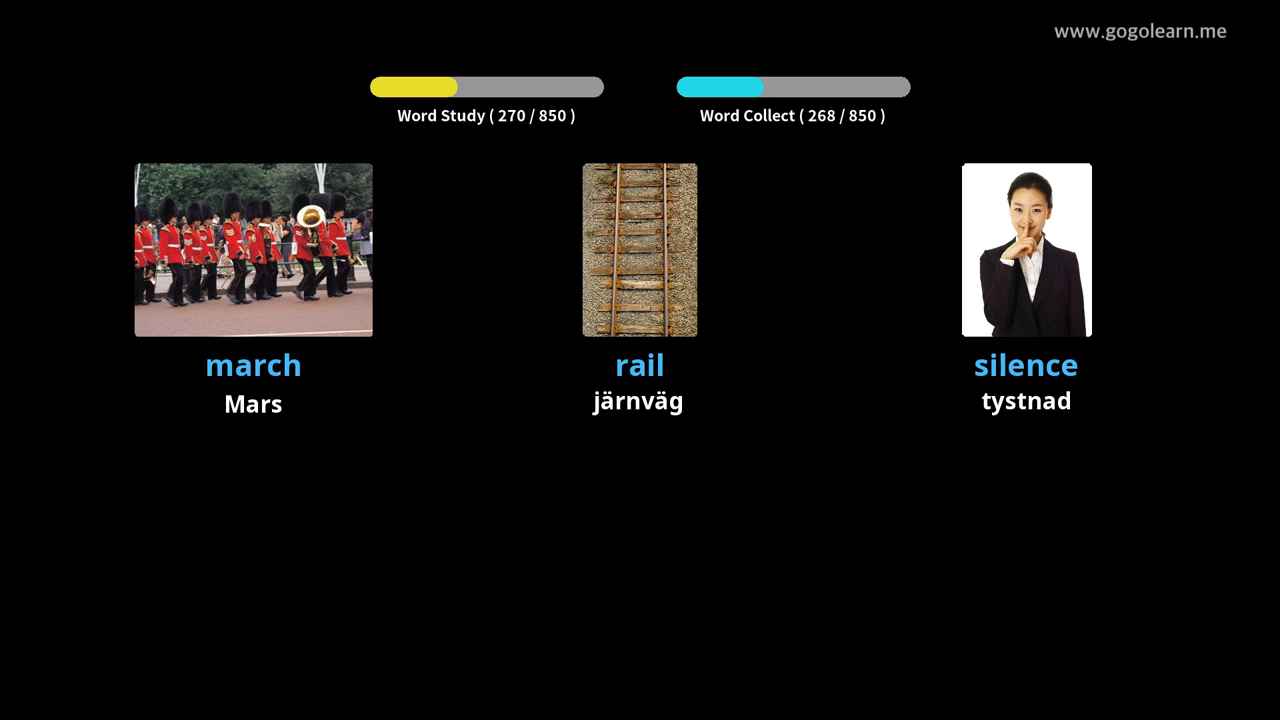 www.gogolearn.me
Word Study ( 270 / 850 )
Word Collect ( 268 / 850 )
march
rail
silence
Mars
järnväg
tystnad